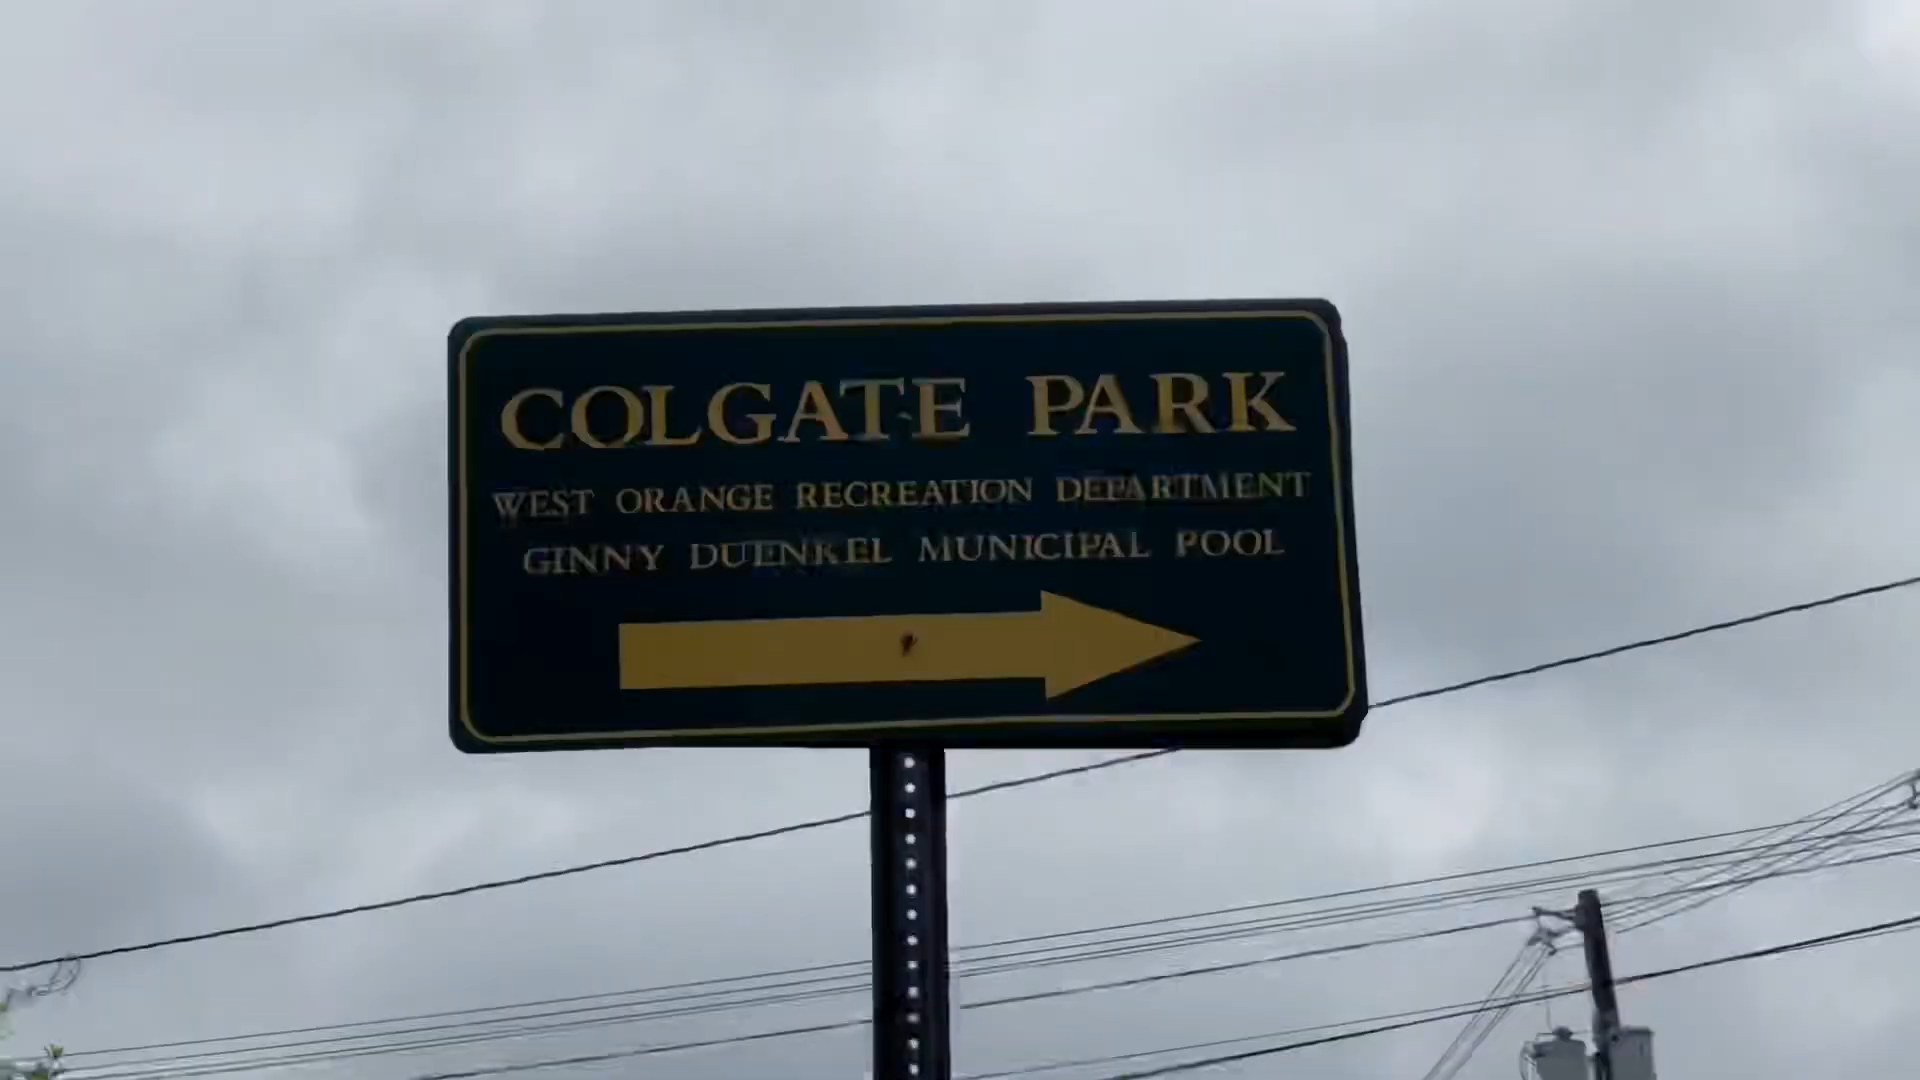 COLGATE PARK
WEST ORANGE RECREATION DEPARTMENT
GINNY DUENKEL MUNICIPAL POOL